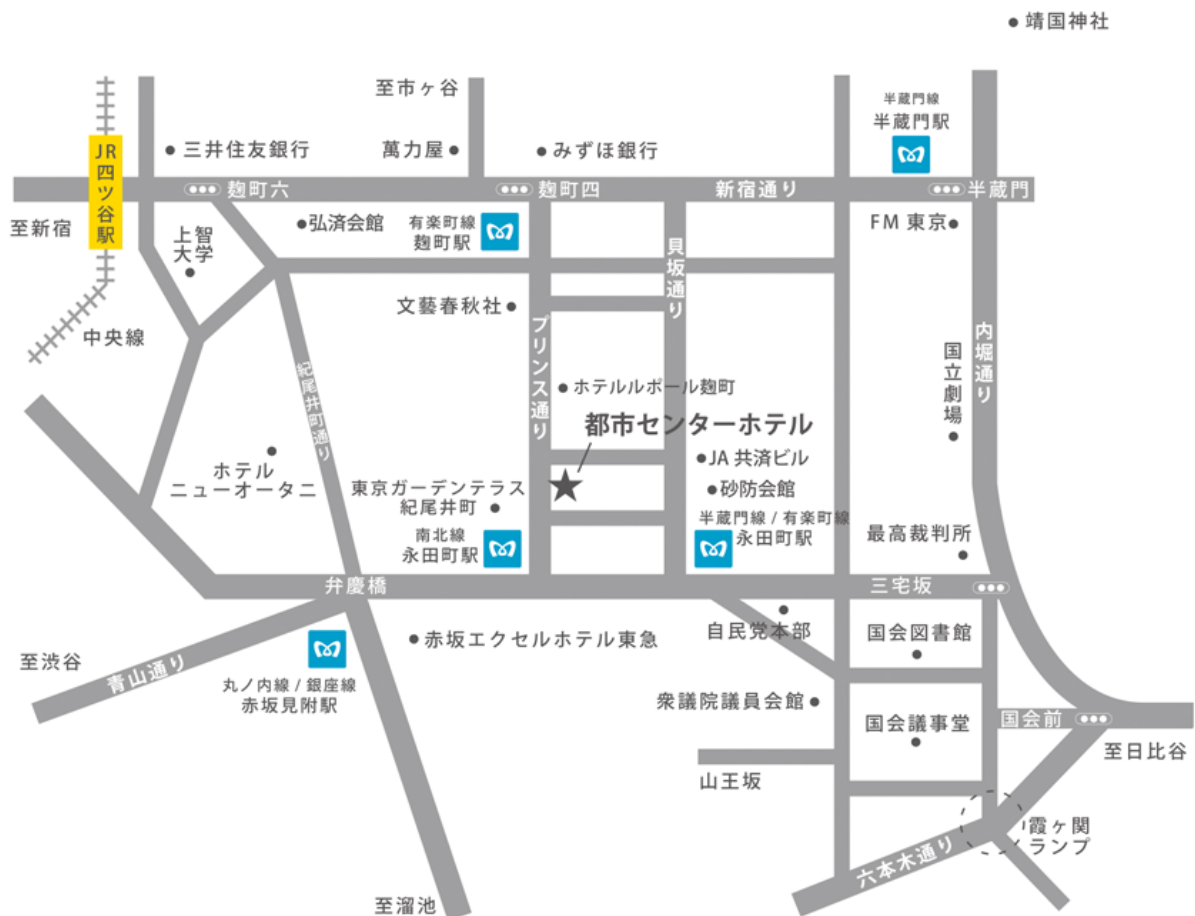 靖国神社
至市ヶ谷
半蔵門線
半蔵門駅
JR四ツ谷駅
三井住友銀行
萬力屋
みずほ銀行
麹町六
麹町四
新宿通り
半蔵門
至新宿
上智
大学
弘済会館
有楽町線
麹町駅
貝坂通り
FM 東京
中央線
文藝春秋社
プリンス通り
内堀通り
国立劇場
紀尾井町通り
ホテルルポール麹町
都市センターホテル
ホテル
ニューオータニ
JA 共済ビル
東京ガーデンテラス
紀尾井町
砂防会館
南北線
永田町駅
半蔵門線 / 有楽町線
永田町駅
最高裁判所
弁慶橋
三宅坂
自民党本部
国会図書館
赤坂エクセルホテル東急
至渋谷
青山通り
丸ノ内線 / 銀座線
赤坂見附駅
衆議院議員会館
国会議事堂
国会前
至日比谷
山王坂
霞ヶ関
ランプ
六本木通り
至溜池